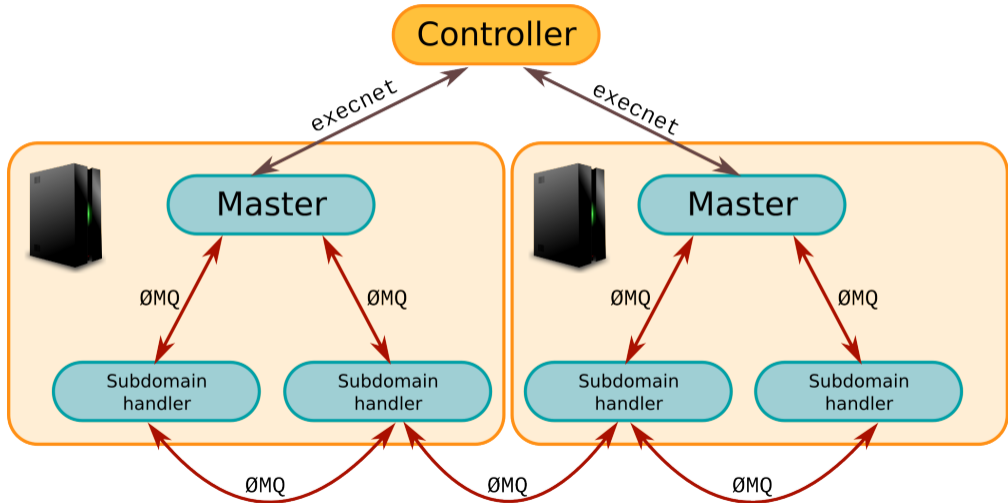 Controller
execnet
execnet
Master
Master
ØMQ
ØMQ
ØMQ
ØMQ
Subdomain
handler
Subdomain
handler
Subdomain
handler
Subdomain
handler
ØMQ
ØMQ
ØMQ